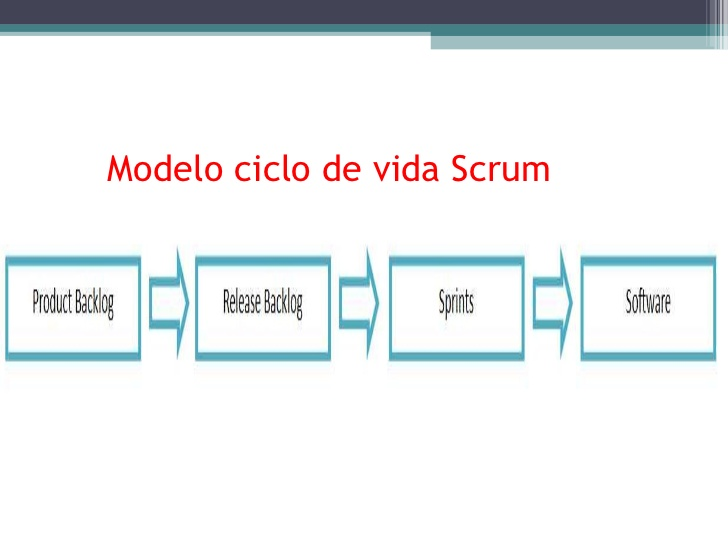 Modelo ciclo de vida Scrum
Product Backlog
Release Backlog
Sprints
Software